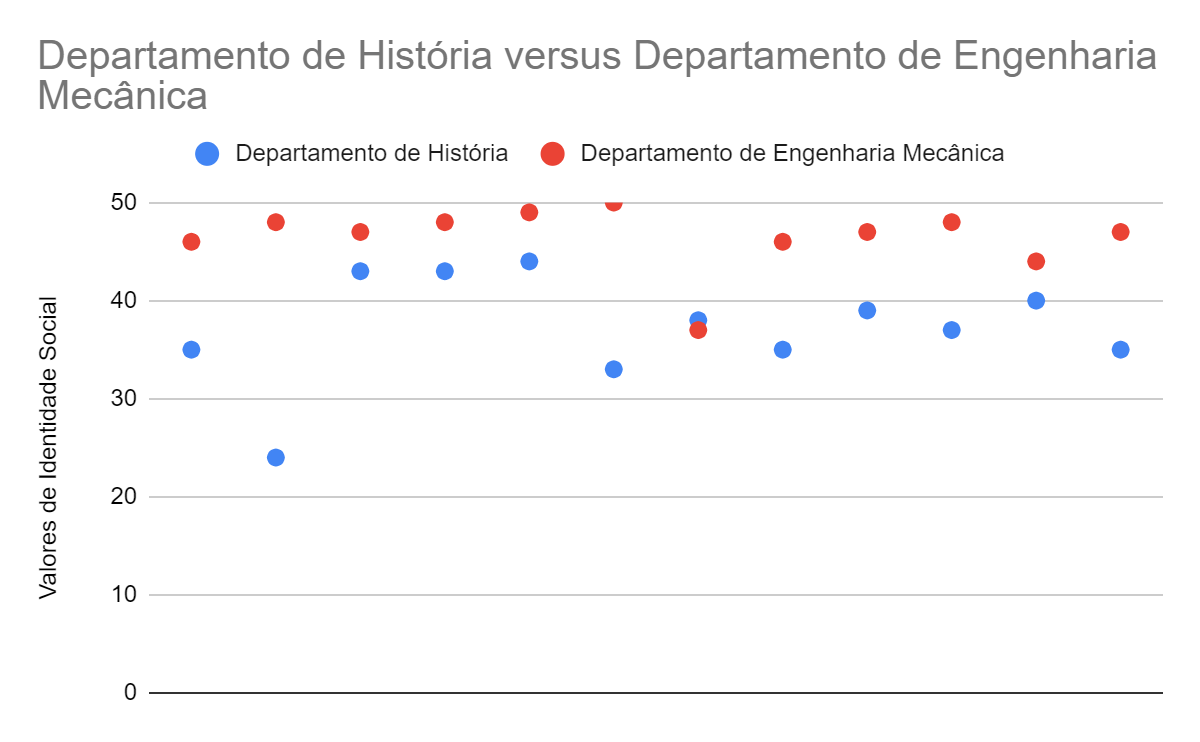 Departamento de História versus Departamento de Engenharia
Mecânica
Departamento de História
Departamento de Engenharia Mecânica
50
40
30
20
10
0
Valores de Identidade Social